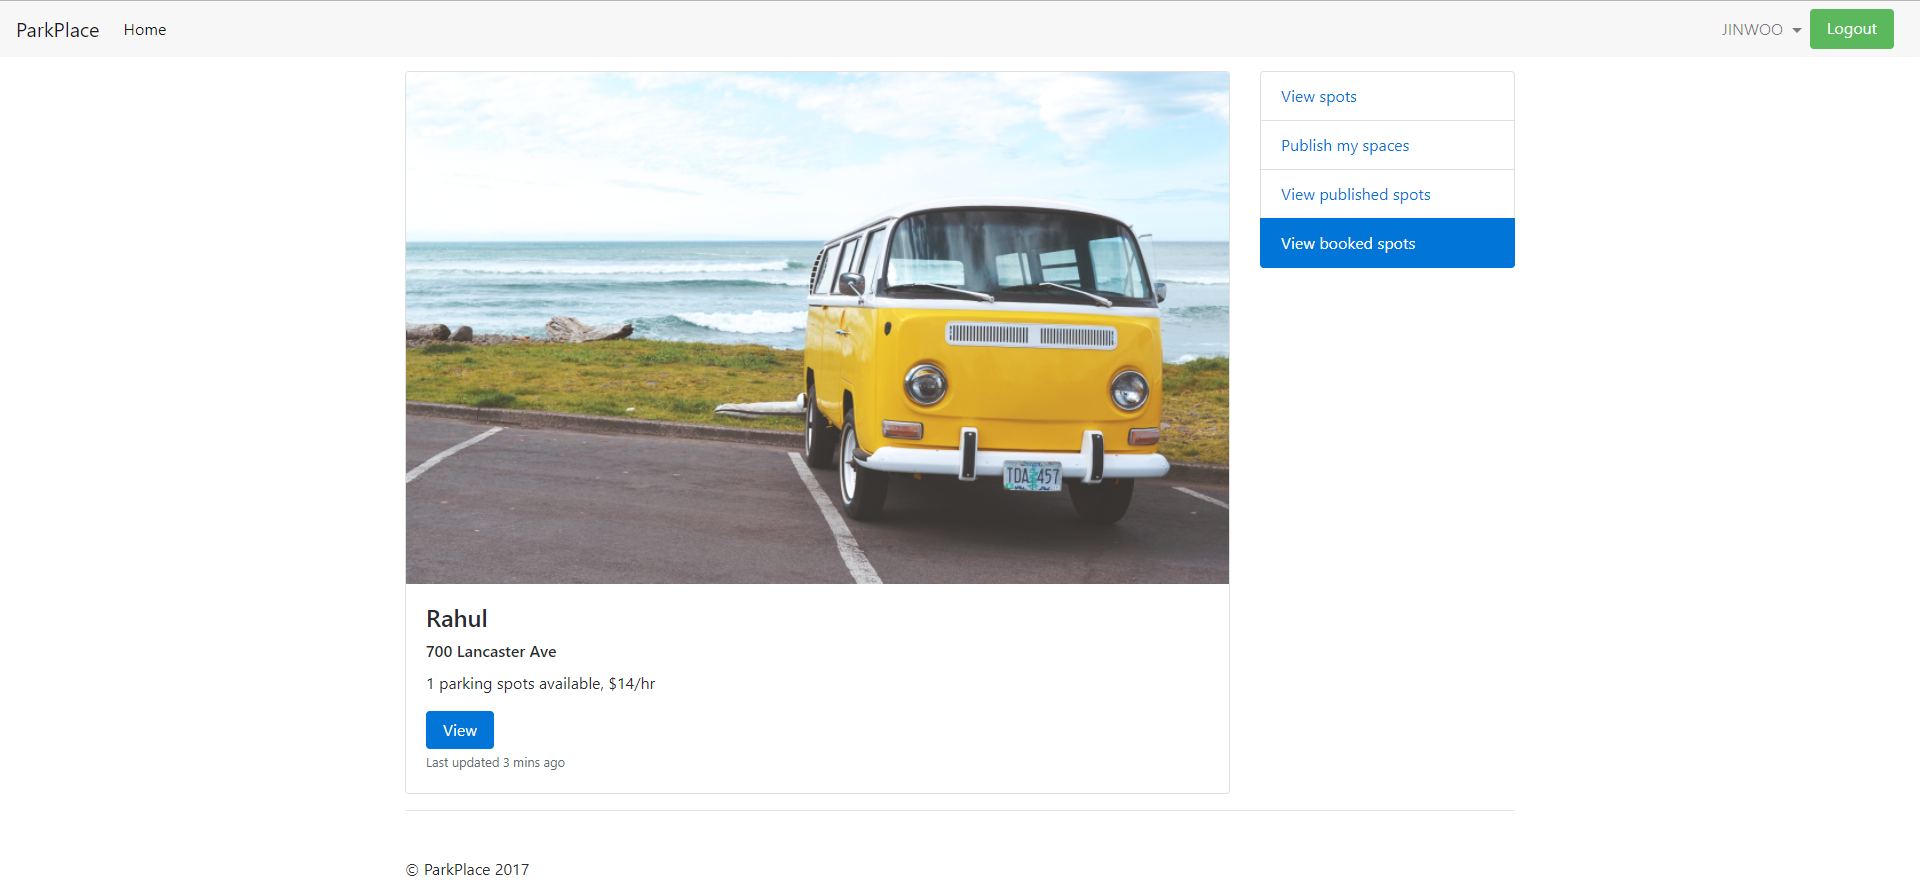 ParkPlace Home JINWOO Logout
View spots
Publish my spaces
View published spots
View booked spots
TDA 457
Rahul
700 Lancaster Ave
1 parking spots available, $14/hr
View
Last updated 3 mins ago
© ParkPlace 2017